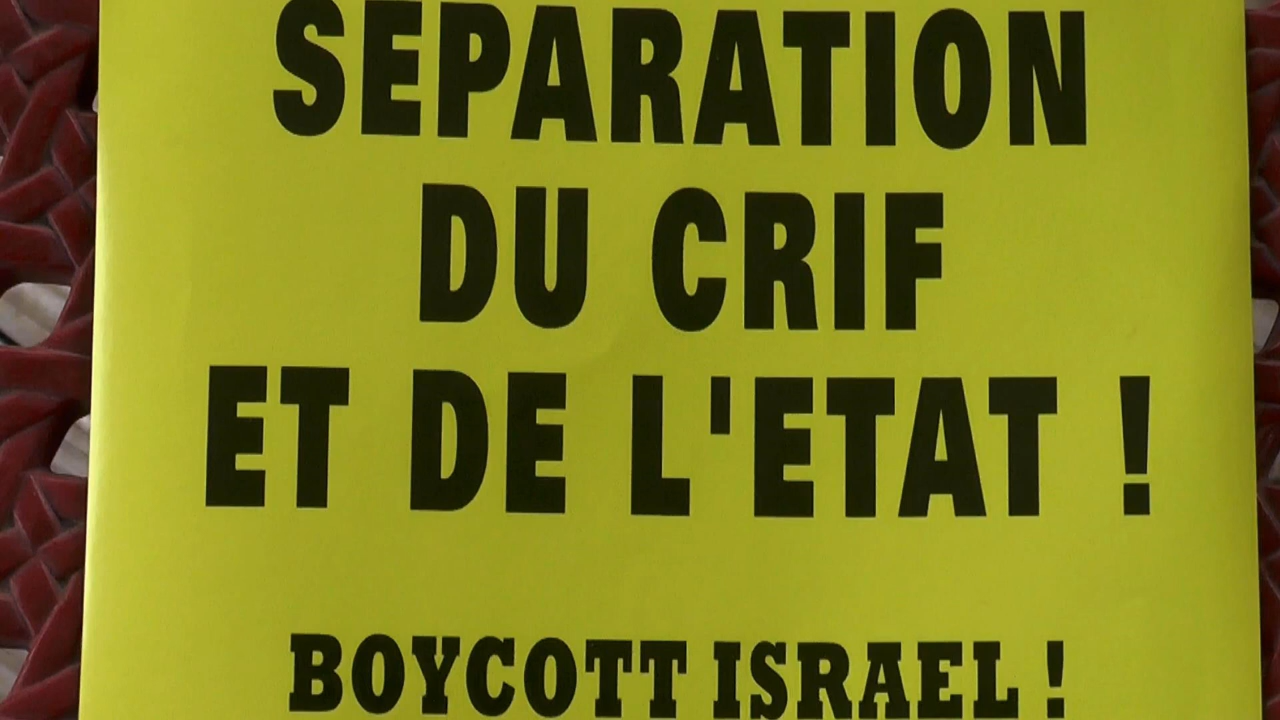 SEPARATION
DU CRIF
ET DE L'ETAT !
BOYCOTT ISRAEL !